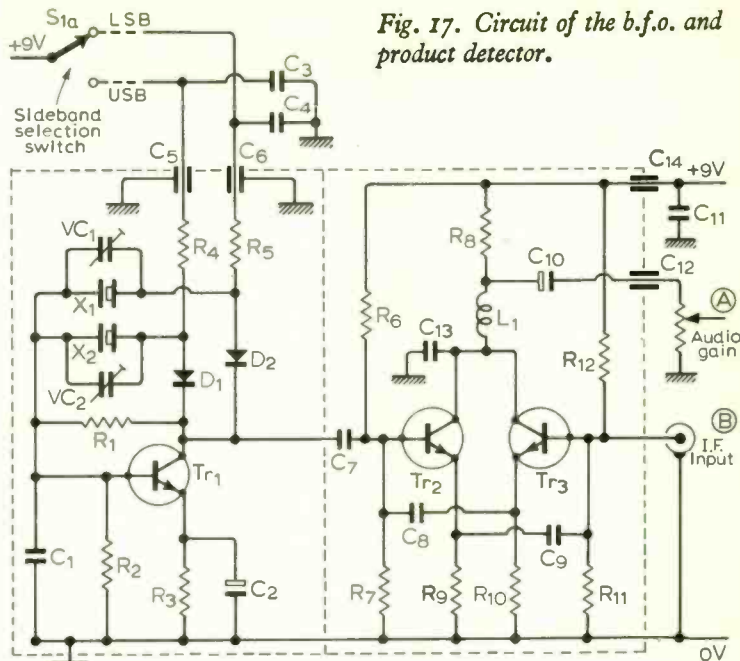 Fig. 17. Circuit of the b.f.o. and
product detector.
S1a
LSB
+9V
USB
Sideband
selection
switch
C3
C4
C5
C6
C14
+9V
VC1
R4
R5
R8
C10
C12
C11
X1
R6
L1
A
X2
D2
C13
R12
Audio
gain
VC2
D1
B
R1
C7
I.F.
Input
Tr1
Tr2
Tr3
C8
C9
C1
R2
R3
C2
R7
R9
R10
R11
0V